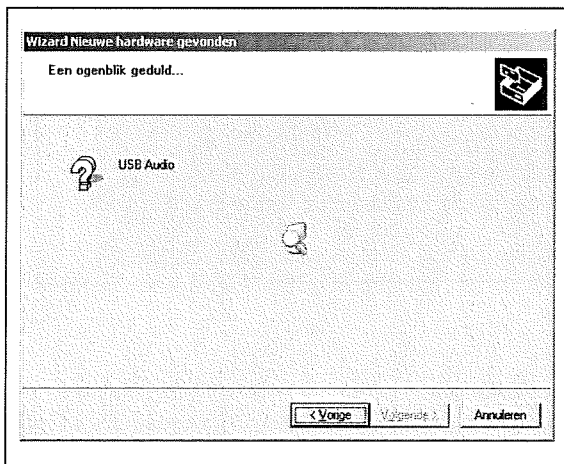 Wizard Nieuwe hardware gevonden
Een ogenblik geduld...
USB Audio
< Vorige
Volgende >
Annuleren